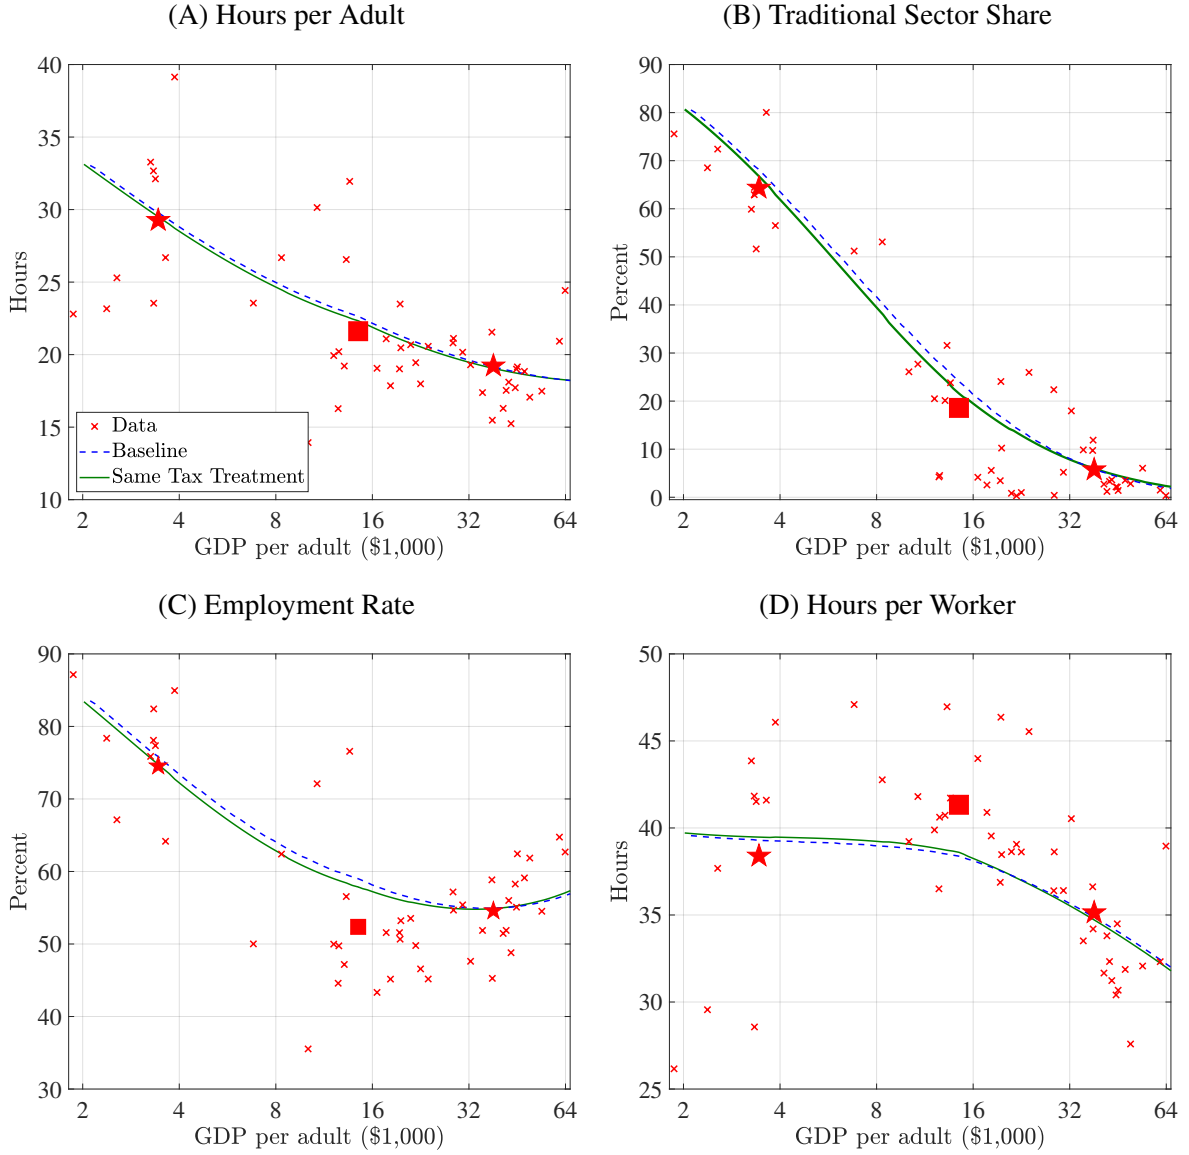 (A) Hours per Adult
40
35
30
25
20
15
10
Hours
Data
Baseline
Same Tax Treatment
2 4 8 16 32 64
GDP per adult ($1,000)
(B) Traditional Sector Share
90
80
70
60
50
40
30
20
10
0
Percent
2 4 8 16 32 64
GDP per adult ($1,000)
(C) Employment Rate
90
80
70
60
50
40
30
Percent
2 4 8 16 32 64
GDP per adult ($1,000)
(D) Hours per Worker
50
45
40
35
30
25
Hours
2 4 8 16 32 64
GDP per adult ($1,000)